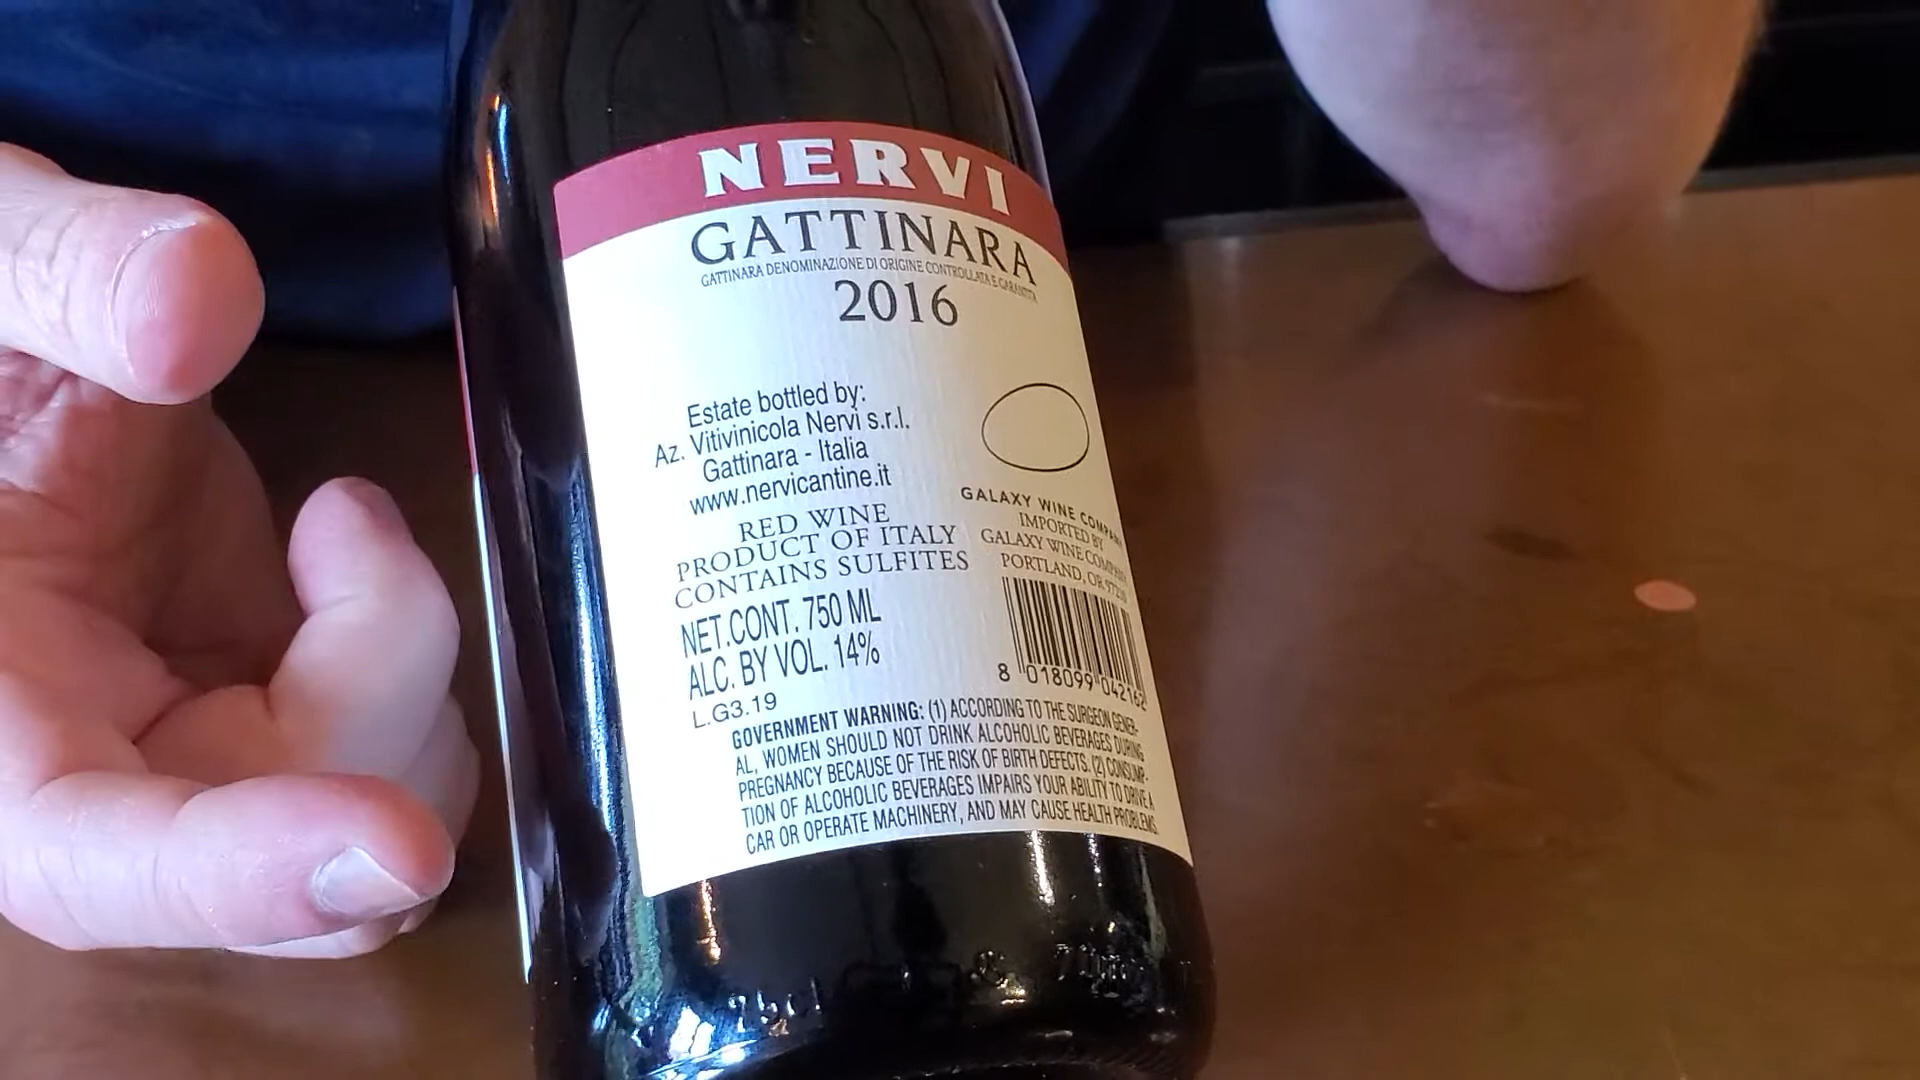 NERVI
GATTINARA
GATTINARA DENOMINAZIONE DI ORIGINE CONTROLLATA E GARANTITA
2016
Estate bottled by:
Az. Vitivinicola Nervi s.r.l.
Gattinara - Italia
www.nervicantine.it
RED WINE
PRODUCT OF ITALY
CONTAINS SULFITES
NET.CONT. 750 ML
ALC. BY VOL. 14%
L.G3.19
GALAXY WINE COMPANY
IMPORTED BY
GALAXY WINE COMPANY
PORTLAND, OR
8 018099 042162
GOVERNMENT WARNING: (1) ACCORDING TO THE SURGEON GENER-
AL, WOMEN SHOULD NOT DRINK ALCOHOLIC BEVERAGES DURING
PREGNANCY BECAUSE OF THE RISK OF BIRTH DEFECTS. (2) CONSUMP-
TION OF ALCOHOLIC BEVERAGES IMPAIRS YOUR ABILITY TO DRIVE A
CAR OR OPERATE MACHINERY, AND MAY CAUSE HEALTH PROBLEMS.
75cl